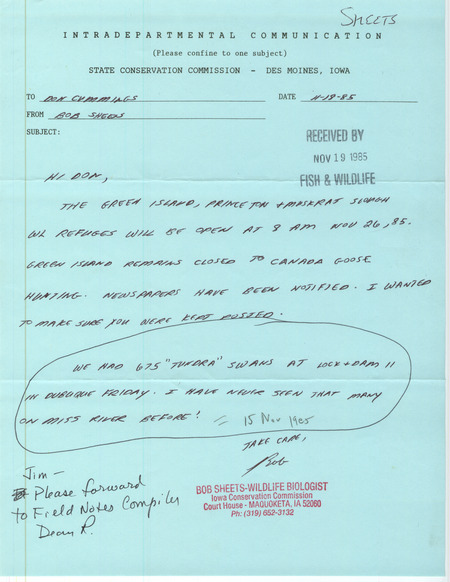 SHEETS
INTRADEPARTMENTAL COMMUNICATION
(Please confine to one subject)
STATE CONSERVATION COMMISSION - DES MOINES, IOWA
TO DON CUMMINGS DATE 11-18-85
FROM BOB SHEETS
SUBJECT:
RECEIVED BY
NOV 19 1985
FISH & WILDLIFE
HI DON,
THE GREEN ISLAND, PRINCETON + MUSKRAT SLOUGH
WL REFUGES WILL BE OPEN AT 8 AM NOV 26, 85.
GREEN ISLAND REMAINS CLOSED TO CANADA GOOSE
HUNTING. NEWSPAPERS HAVE BEEN NOTIFIED. I WANTED
TO MAKE SURE YOU WERE KEPT POSTED.
WE HAD 675 "TUNDRA" SWANS AT LOCK + DAM 11
IN DUBUQUE FRIDAY. I HAVE NEVER SEEN THAT MANY
ON MISS RIVER BEFORE! = 15 Nov 1985
TAKE CARE,
Bob
Jim-
Please forward
to Field Notes Compiler
Dean R.
BOB SHEETS-WILDLIFE BIOLOGIST
Iowa Conservation Commission
Court House - MAQUOKETA, IA 52060
Ph: (319) 652-3132